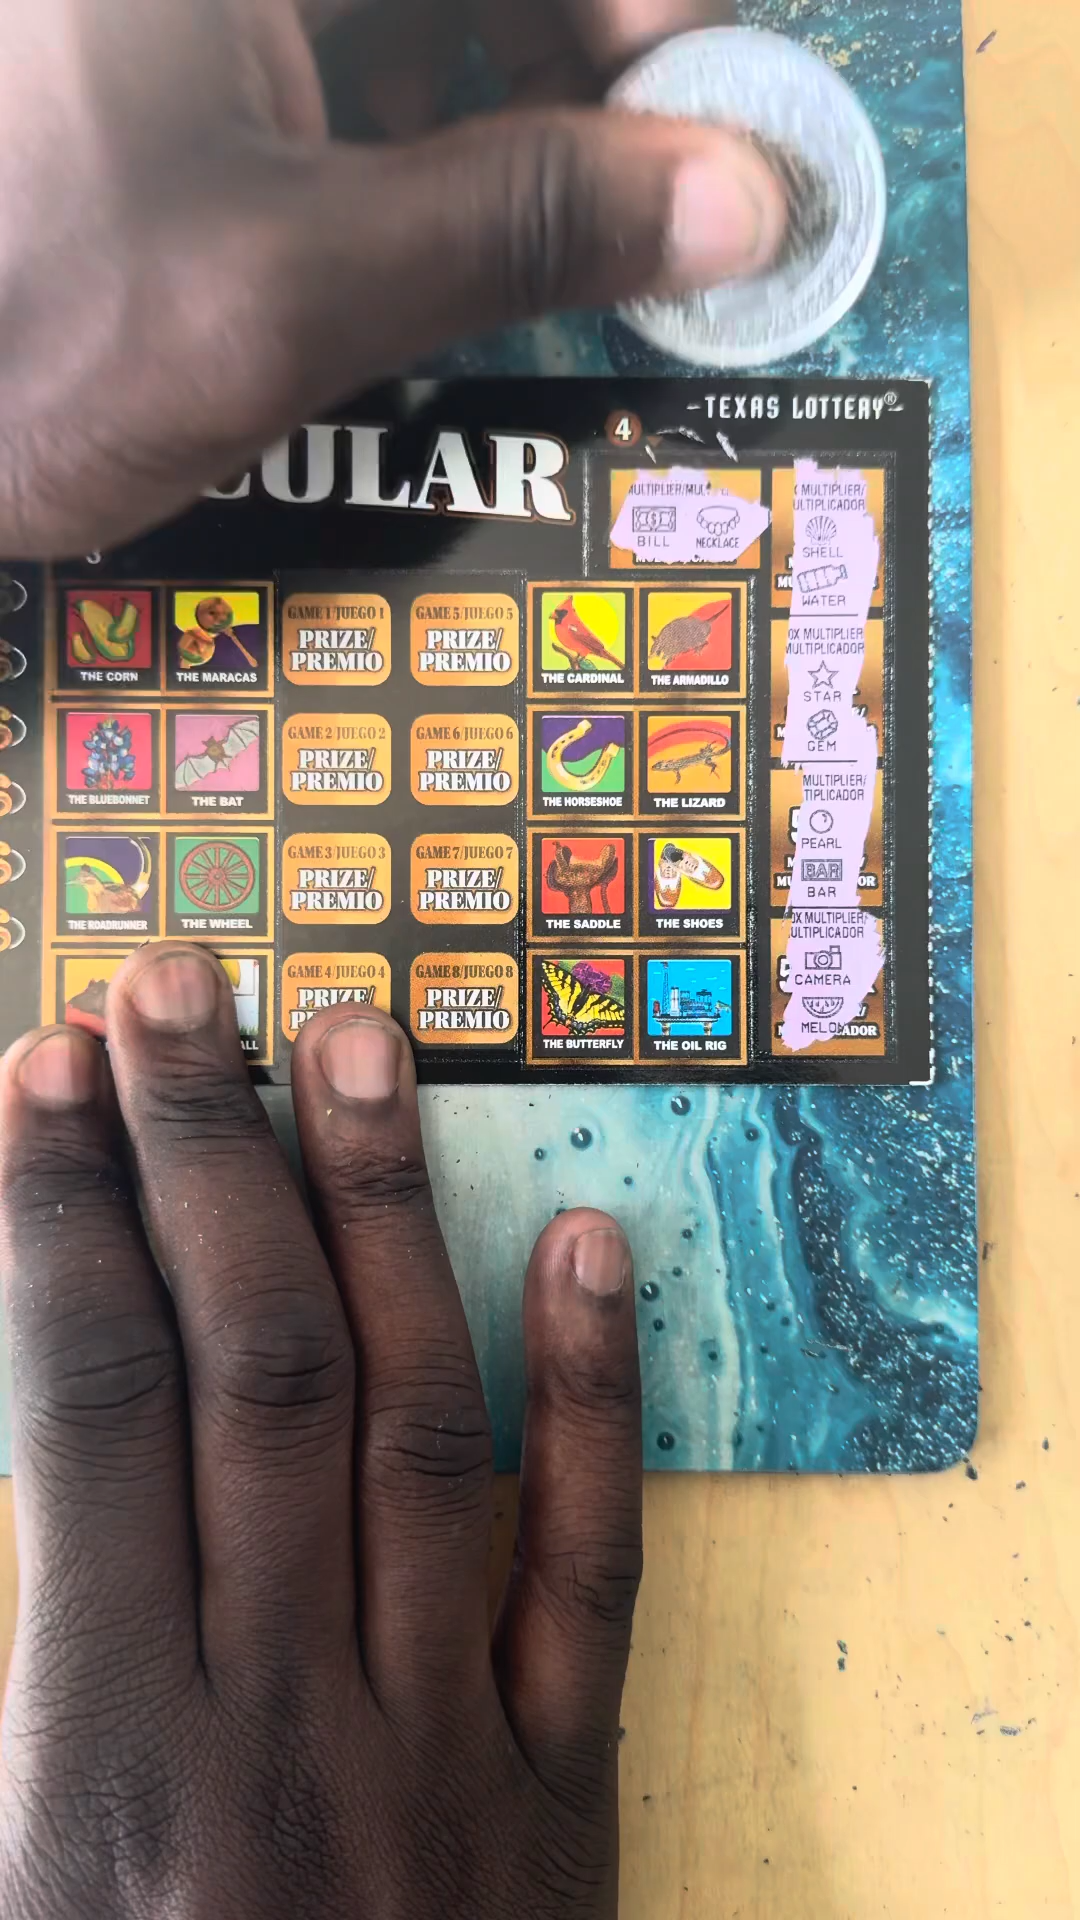 -TEXAS LOTTERY®-
4
ULAR
3
MULTIPLIER/
BILL NECKLACE
MULTIPLIER/
ULTIPLICADOR
SHELL
WATER
0X MULTIPLIER
MULTIPLICADOR
STAR
GEM
MULTIPLIER/
TIPLICADOR
PEARL
BAR
BAR
0X MULTIPLIER/
ULTIPLICADOR
CAMERA
MELON
THE CORN THE MARACAS
GAME 1/JUEGO 1
PRIZE/
PREMIO
GAME 5/JUEGO 5
PRIZE/
PREMIO
THE CARDINAL THE ARMADILLO
THE BLUEBONNET THE BAT
GAME 2/JUEGO 2
PRIZE/
PREMIO
GAME 6/JUEGO 6
PRIZE/
PREMIO
THE HORSESHOE THE LIZARD
THE ROADRUNNER THE WHEEL
GAME 3/JUEGO 3
PRIZE/
PREMIO
GAME 7/JUEGO 7
PRIZE/
PREMIO
THE SADDLE THE SHOES
ALL
GAME 4/JUEGO 4
PRIZE/
GAME 8/JUEGO 8
PRIZE/
PREMIO
THE BUTTERFLY THE OIL RIG